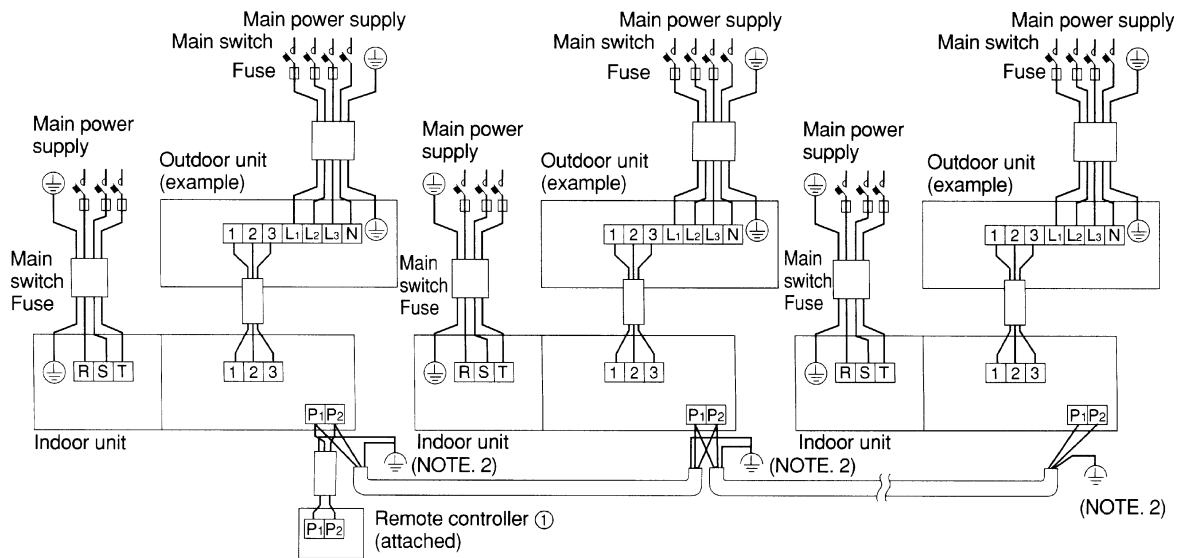 Main power supply
Main switch
Fuse
Main power supply
Main switch
Fuse
Main power supply
Main switch
Fuse
Main power
supply
Main power
supply
Main power
supply
Outdoor unit
(example)
Outdoor unit
(example)
Outdoor unit
(example)
1 2 3 L1 L2 L3 N
1 2 3 L1 L2 L3 N
1 2 3 L1 L2 L3 N
Main
switch
Fuse
Main
switch
Fuse
Main
switch
Fuse
R S T
1 2 3
R S T
1 2 3
R S T
1 2 3
P1 P2
P1 P2
P1 P2
Indoor unit
Indoor unit
Indoor unit
(NOTE. 2)
(NOTE. 2)
(NOTE. 2)
P1 P2
Remote controller ①
(attached)